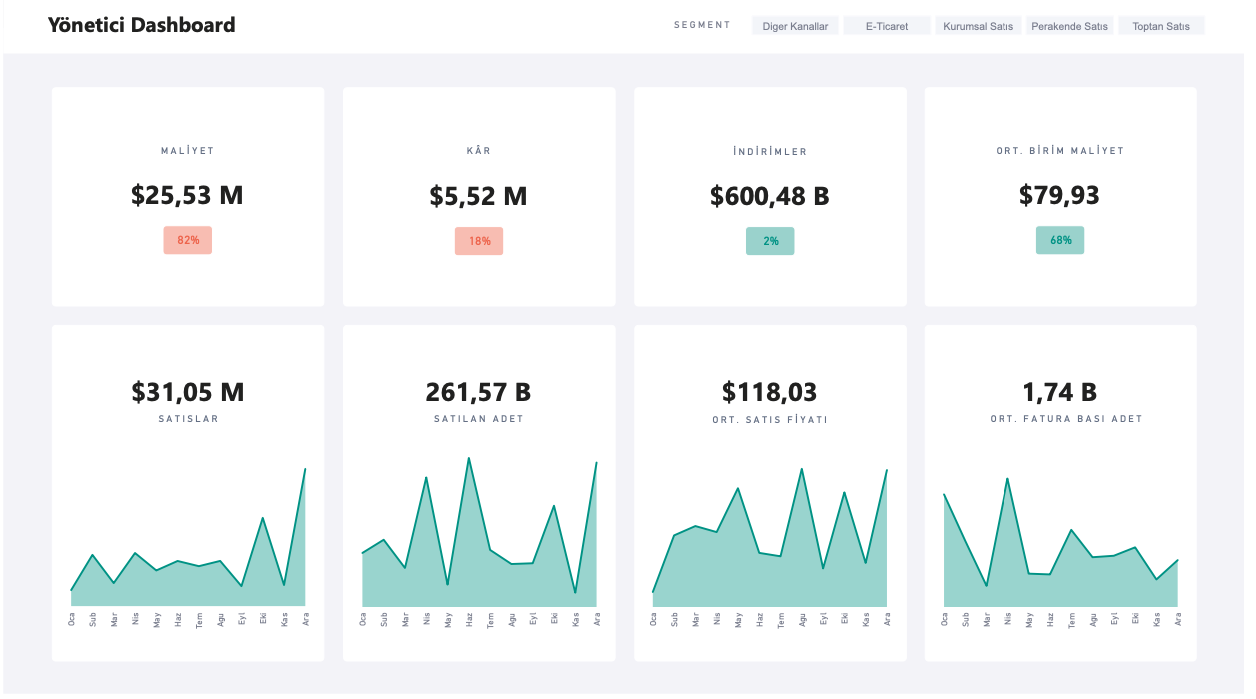 Yönetici Dashboard
SEGMENT
Diger Kanallar
E-Ticaret
Kurumsal Satıs
Perakende Satıs
Toptan Satıs
MALİYET
$25,53 M
82%
KÂR
$5,52 M
18%
İNDİRİMLER
$600,48 B
2%
ORT. BİRİM MALİYET
$79,93
68%
$31,05 M
SATISLAR
Oca Sub Mar Nis May Haz Tem Agu Eyl Eki Kas Ara
261,57 B
SATILAN ADET
Oca Sub Mar Nis May Haz Tem Agu Eyl Eki Kas Ara
$118,03
ORT. SATIS FİYATI
Oca Sub Mar Nis May Haz Tem Agu Eyl Eki Kas Ara
1,74 B
ORT. FATURA BASI ADET
Oca Sub Mar Nis May Haz Tem Agu Eyl Eki Kas Ara